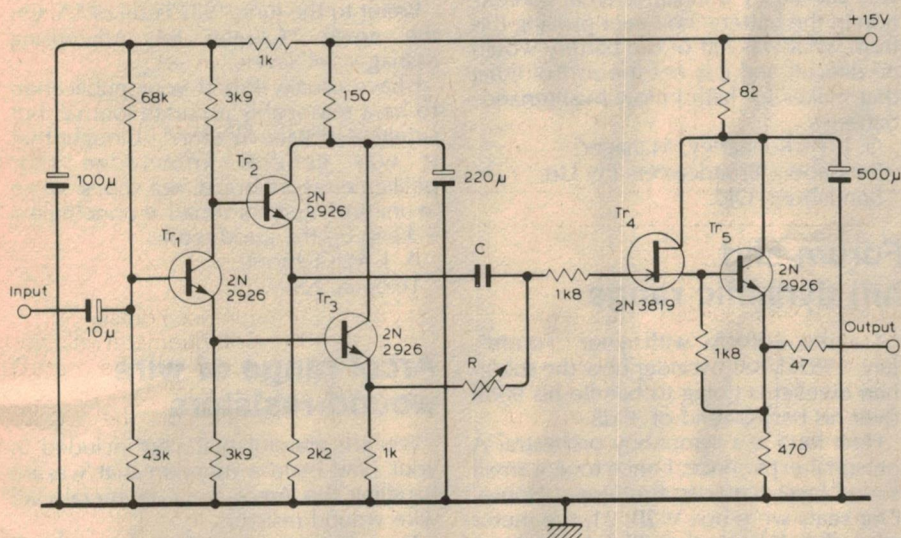 +15V
1k
82
68k
3k9
150
Tr2
100μ
220μ
500μ
2N
2926
Tr4
Tr5
Tr1
C
2N
2926
2N
2926
Input
Tr3
1k8
2N 3819
10μ
2N
2926
Output
1k8
47
R
43k
3k9
2k2
1k
470